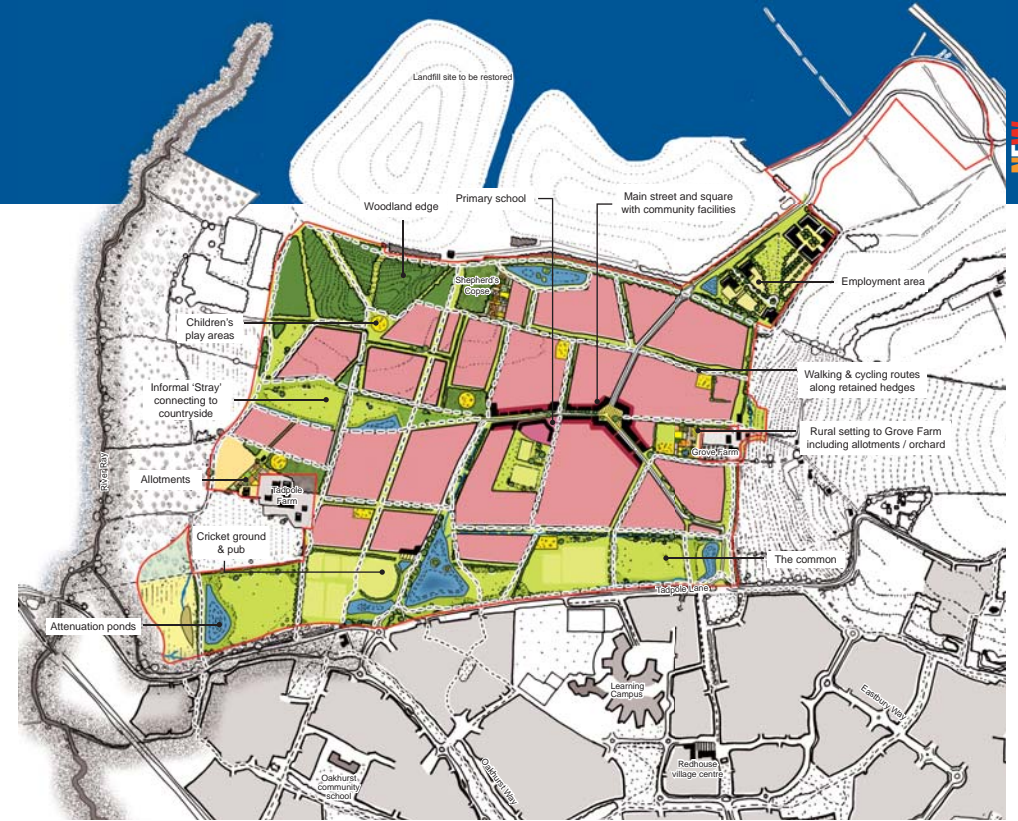 Landfill site to be restored
NEW
Woodland edge
Primary school
Main street and square
with community facilities
Shepherd's
Copse
Employment area
Children's
play areas
Walking & cycling routes
along retained hedges
Informal 'Stray'
connecting to
countryside
Rural setting to Grove Farm
including allotments / orchard
Grove Farm
River Ray
Allotments
Tadpole
Farm
Cricket ground
& pub
The common
Tadpole Lane
Attenuation ponds
Learning
Campus
Eastbury Way
Redhouse
village centre
Oakhurst
community
school
Oakhurst Way